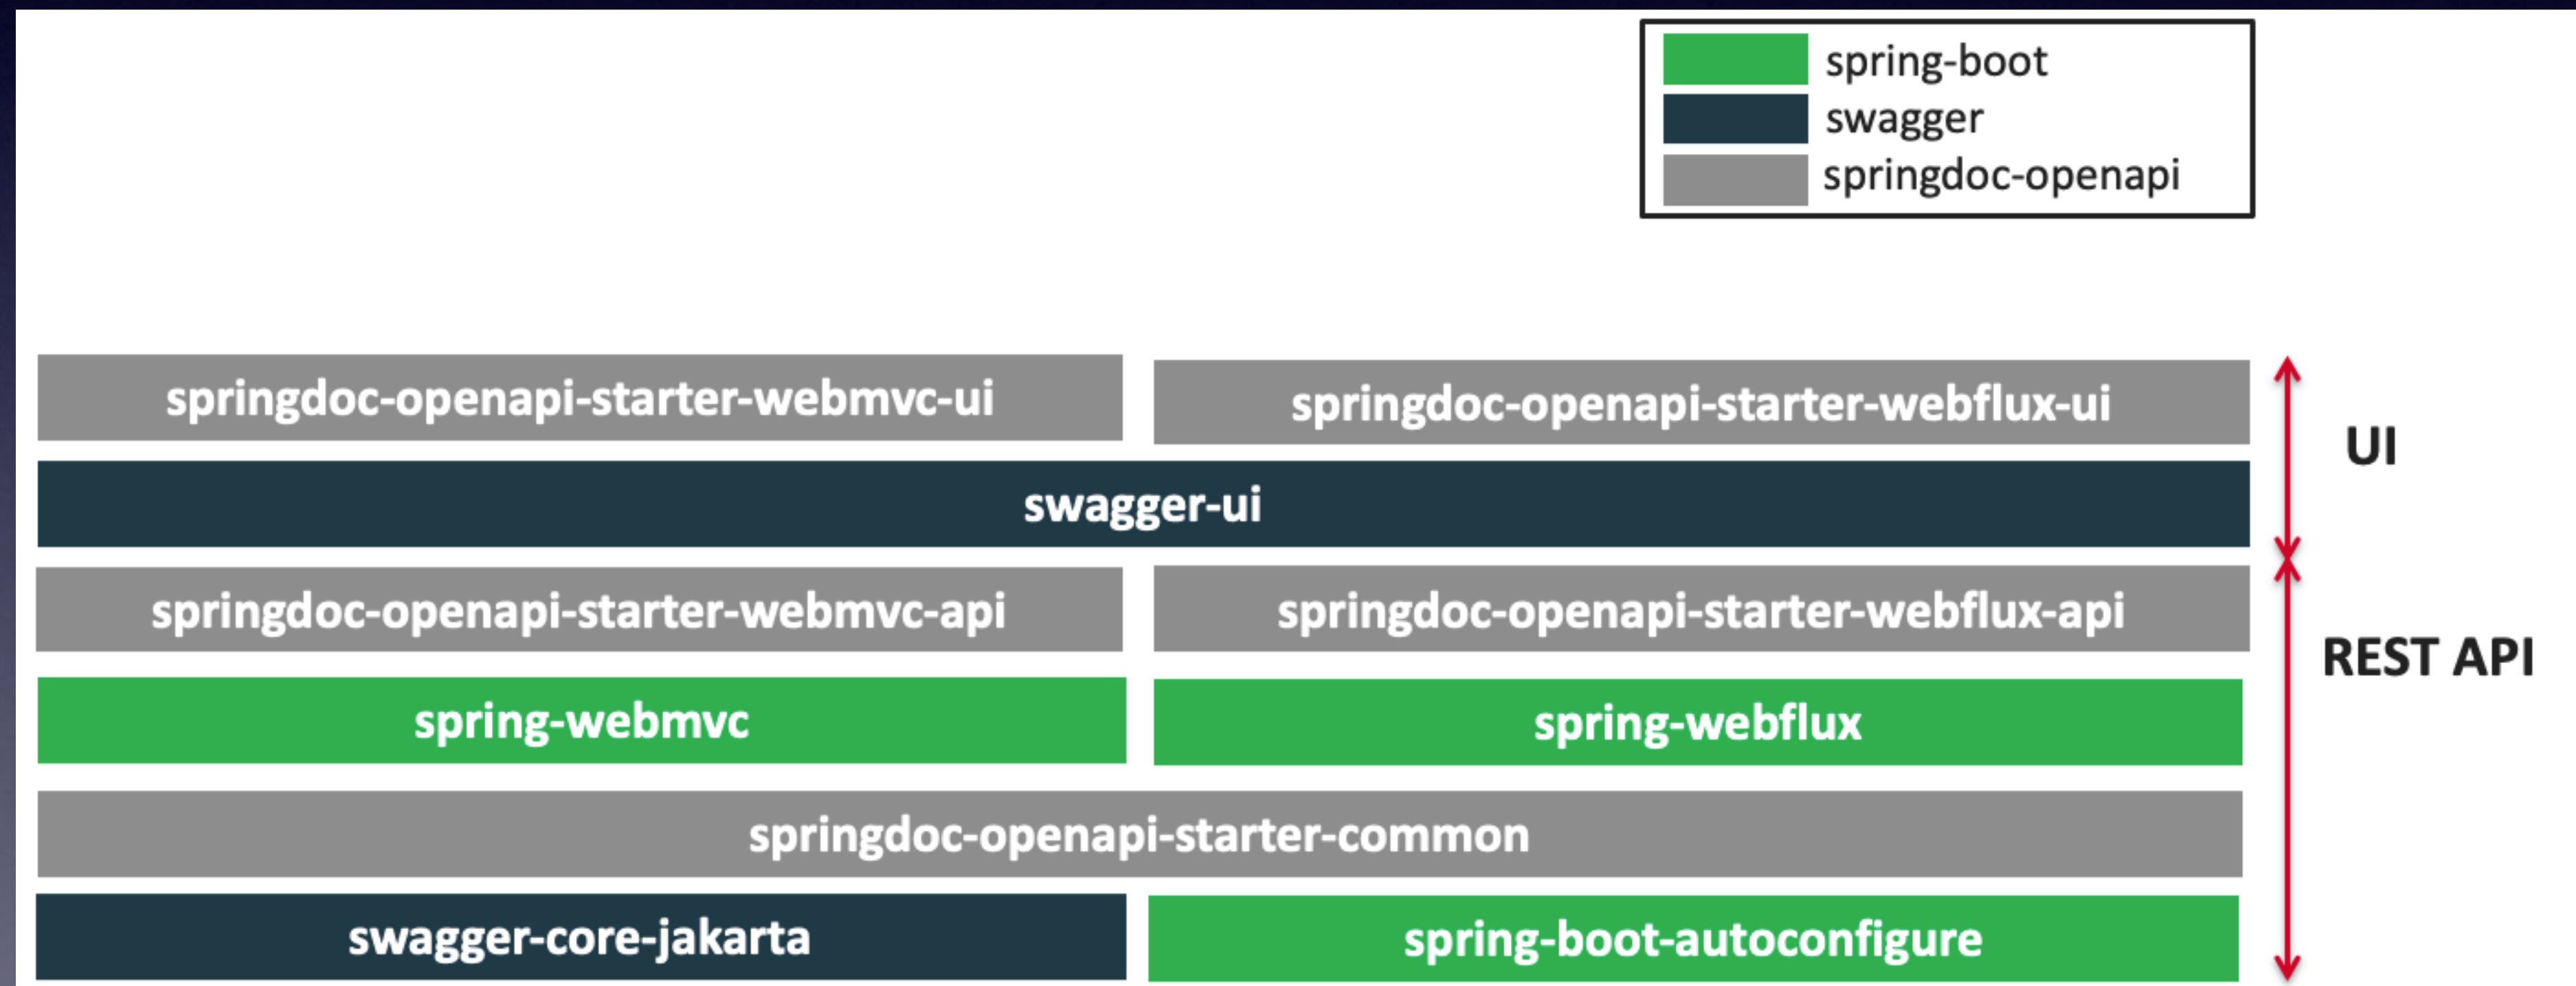 spring-boot
swagger
springdoc-openapi
springdoc-openapi-starter-webmvc-ui
springdoc-openapi-starter-webflux-ui
UI
swagger-ui
springdoc-openapi-starter-webmvc-api
springdoc-openapi-starter-webflux-api
REST API
spring-webmvc
spring-webflux
springdoc-openapi-starter-common
swagger-core-jakarta
spring-boot-autoconfigure